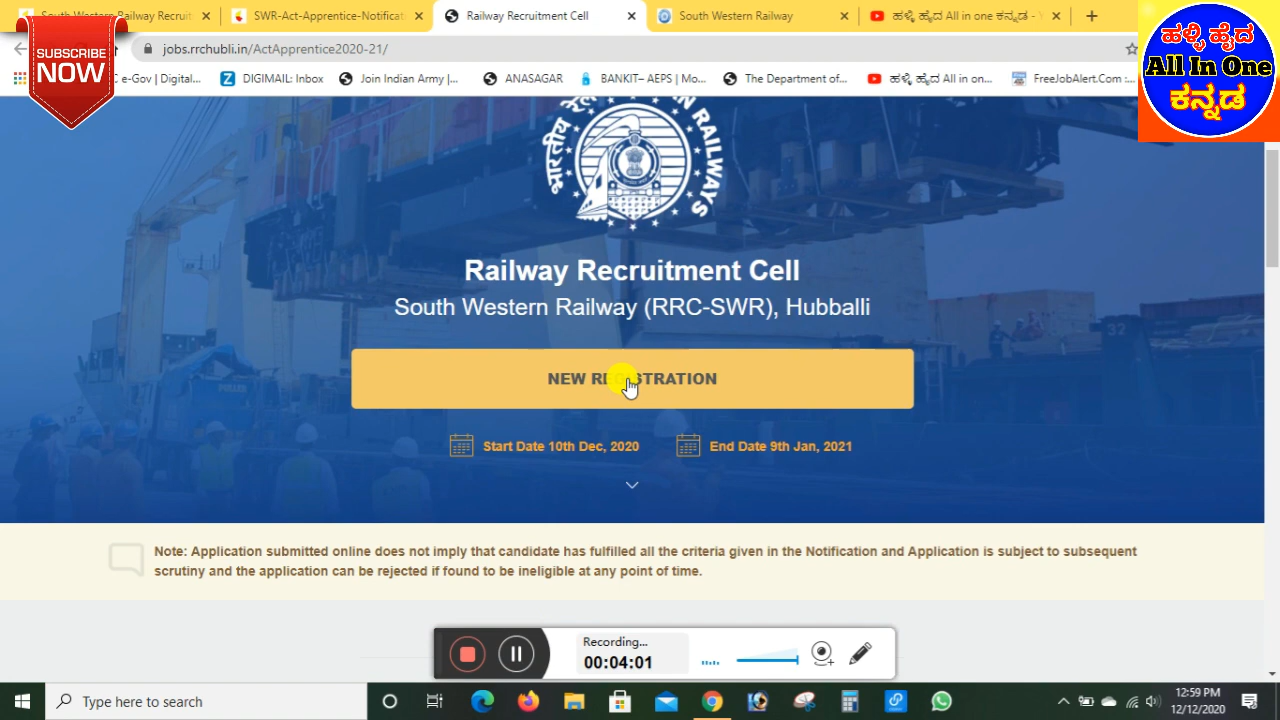 South Western Railway Recruit
SWR-Act-Apprentice-Notificat
Railway Recruitment Cell
South Western Railway
ಹಳ್ಳಿ ಹೈದ All in one ಕನ್ನಡ - Y
jobs.rrchubli.in/ActApprentice2020-21/
SUBSCRIBE
NOW
ಹಳ್ಳಿ ಹೈದ
All In One
ಕನ್ನಡ
C e-Gov | Digital...
DIGIMAIL: Inbox
Join Indian Army |...
ANASAGAR
BANKIT– AEPS | Mo...
The Department of...
ಹಳ್ಳಿ ಹೈದ All in on...
FreeJobAlert.Com :...
भारतीय रेल
INDIAN RAILWAYS
32
Railway Recruitment Cell
South Western Railway (RRC-SWR), Hubballi
NEW REGISTRATION
Start Date 10th Dec, 2020
End Date 9th Jan, 2021
Note: Application submitted online does not imply that candidate has fulfilled all the criteria given in the Notification and Application is subject to subsequent
scrutiny and the application can be rejected if found to be ineligible at any point of time.
Recording...
00:04:01
Type here to search
12:59 PM
12/12/2020